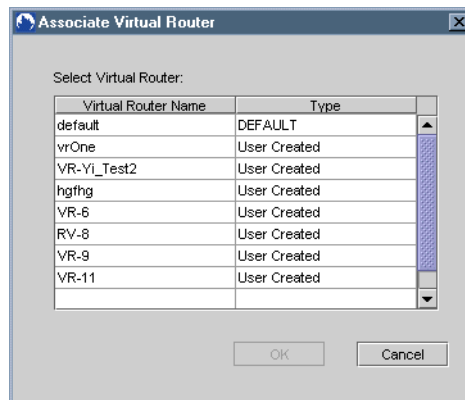 Associate Virtual Router
Select Virtual Router:
Virtual Router Name Type
default DEFAULT
vrOne User Created
VR-Yi_Test2 User Created
hgfhg User Created
VR-6 User Created
RV-8 User Created
VR-9 User Created
VR-11 User Created
OK Cancel